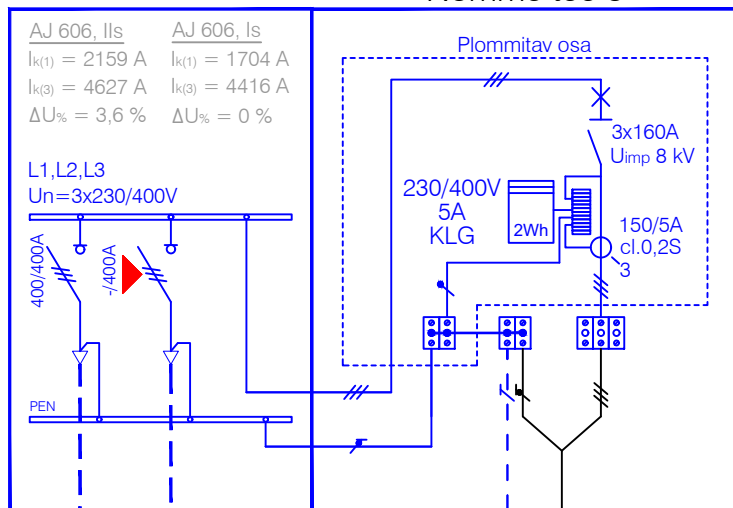 AJ 606, IIs
Ik(1) = 2159 A
Ik(3) = 4627 A
ΔU% = 3,6 %
AJ 606, Is
Ik(1) = 1704 A
Ik(3) = 4416 A
ΔU% = 0 %
L1,L2,L3
Un=3x230/400V
400/400A
-/400A
PEN
Plommitav osa
3x160A
Uimp 8 kV
230/400V
5A
KLG
2Wh
150/5A
cl.0,2S
3